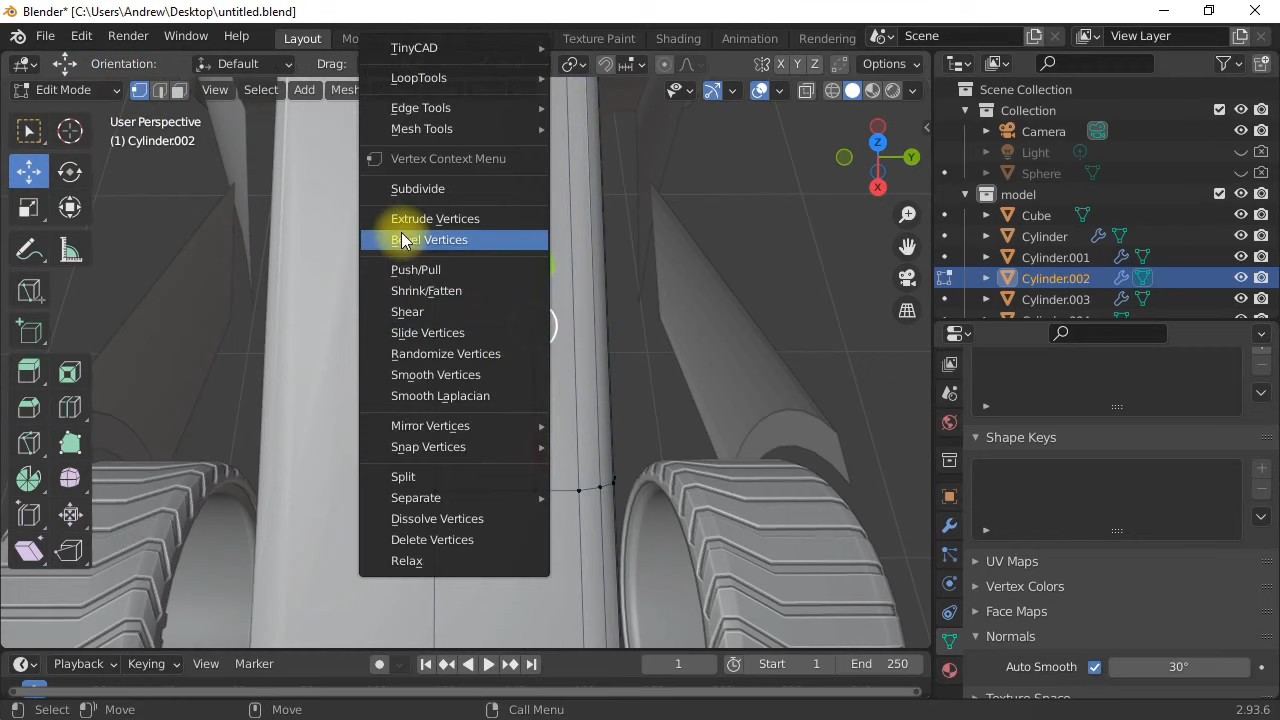 Blender* [C:\Users\Andrew\Desktop\untitled.blend]
File Edit Render Window Help Layout Mo Texture Paint Shading Animation Rendering Scene View Layer
Orientation: Default Drag: X Y Z Options
Edit Mode View Select Add Mesh
User Perspective
(1) Cylinder.002
TinyCAD
LoopTools
Edge Tools
Mesh Tools
Vertex Context Menu
Subdivide
Extrude Vertices
Bevel Vertices
Push/Pull
Shrink/Fatten
Shear
Slide Vertices
Randomize Vertices
Smooth Vertices
Smooth Laplacian
Mirror Vertices
Snap Vertices
Split
Separate
Dissolve Vertices
Delete Vertices
Relax
Z
Y
X
Scene Collection
Collection
Camera
Light
Sphere
model
Cube
Cylinder
Cylinder.001
Cylinder.002
Cylinder.003
Shape Keys
UV Maps
Vertex Colors
Face Maps
Normals
Auto Smooth 30°
Playback Keying View Marker 1 Start 1 End 250
Select Move Move Call Menu 2.93.6